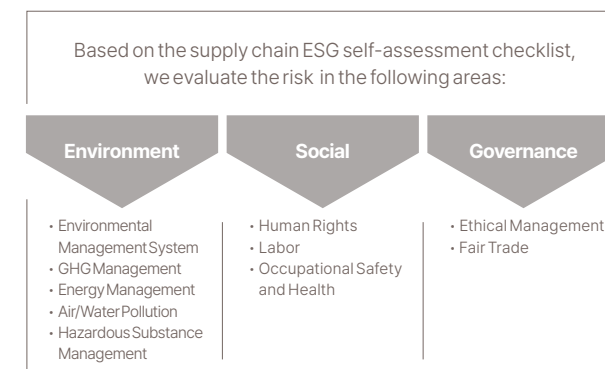 Based on the supply chain ESG self-assessment checklist,
we evaluate the risk in the following areas:
Environment
Social
Governance
• Environmental
Management System
• GHG Management
• Energy Management
• Air/Water Pollution
• Hazardous Substance
Management
• Human Rights
• Labor
• Occupational Safety
and Health
• Ethical Management
• Fair Trade